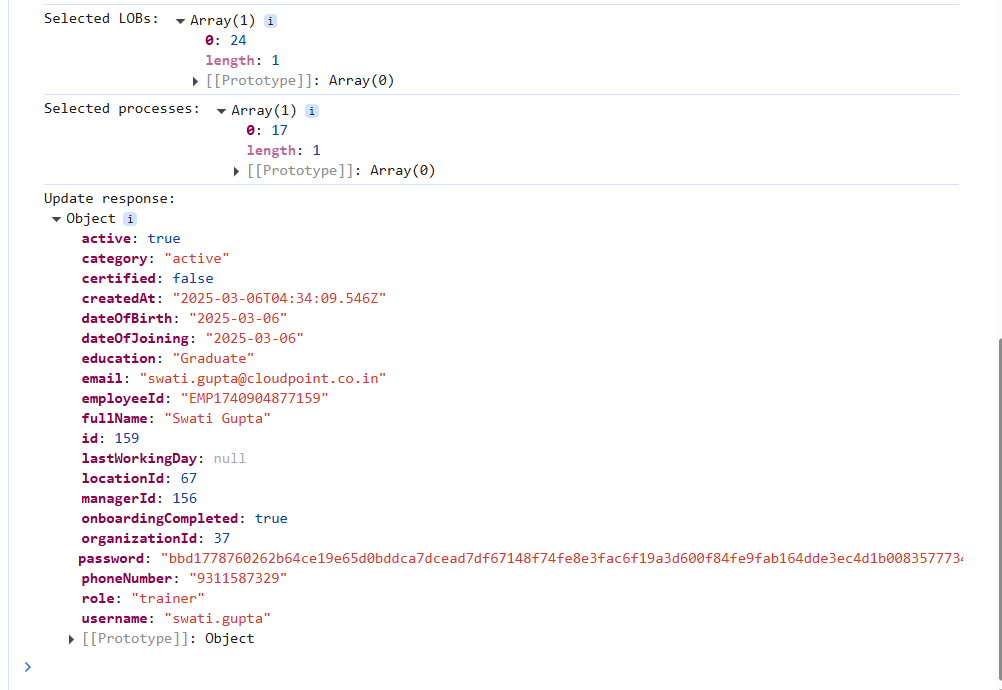 Selected LOBs: Array(1) i
0: 24
length: 1
[[Prototype]]: Array(0)
Selected processes: Array(1) i
0: 17
length: 1
[[Prototype]]: Array(0)
Update response:
Object i
active: true
category: "active"
certified: false
createdAt: "2025-03-06T04:34:09.546Z"
dateOfBirth: "2025-03-06"
dateOfJoining: "2025-03-06"
education: "Graduate"
email: "swati.gupta@cloudpoint.co.in"
employeeId: "EMP1740904877159"
fullName: "Swati Gupta"
id: 159
lastWorkingDay: null
locationId: 67
managerId: 156
onboardingCompleted: true
organizationId: 37
password: "bbd1778760262b64ce19e65d0bddca7dcead7df67148f74fe8e3fac6f19a3d600f84fe9fab164dde3ec4d1b0083577734
phoneNumber: "9311587329"
role: "trainer"
username: "swati.gupta"
[[Prototype]]: Object